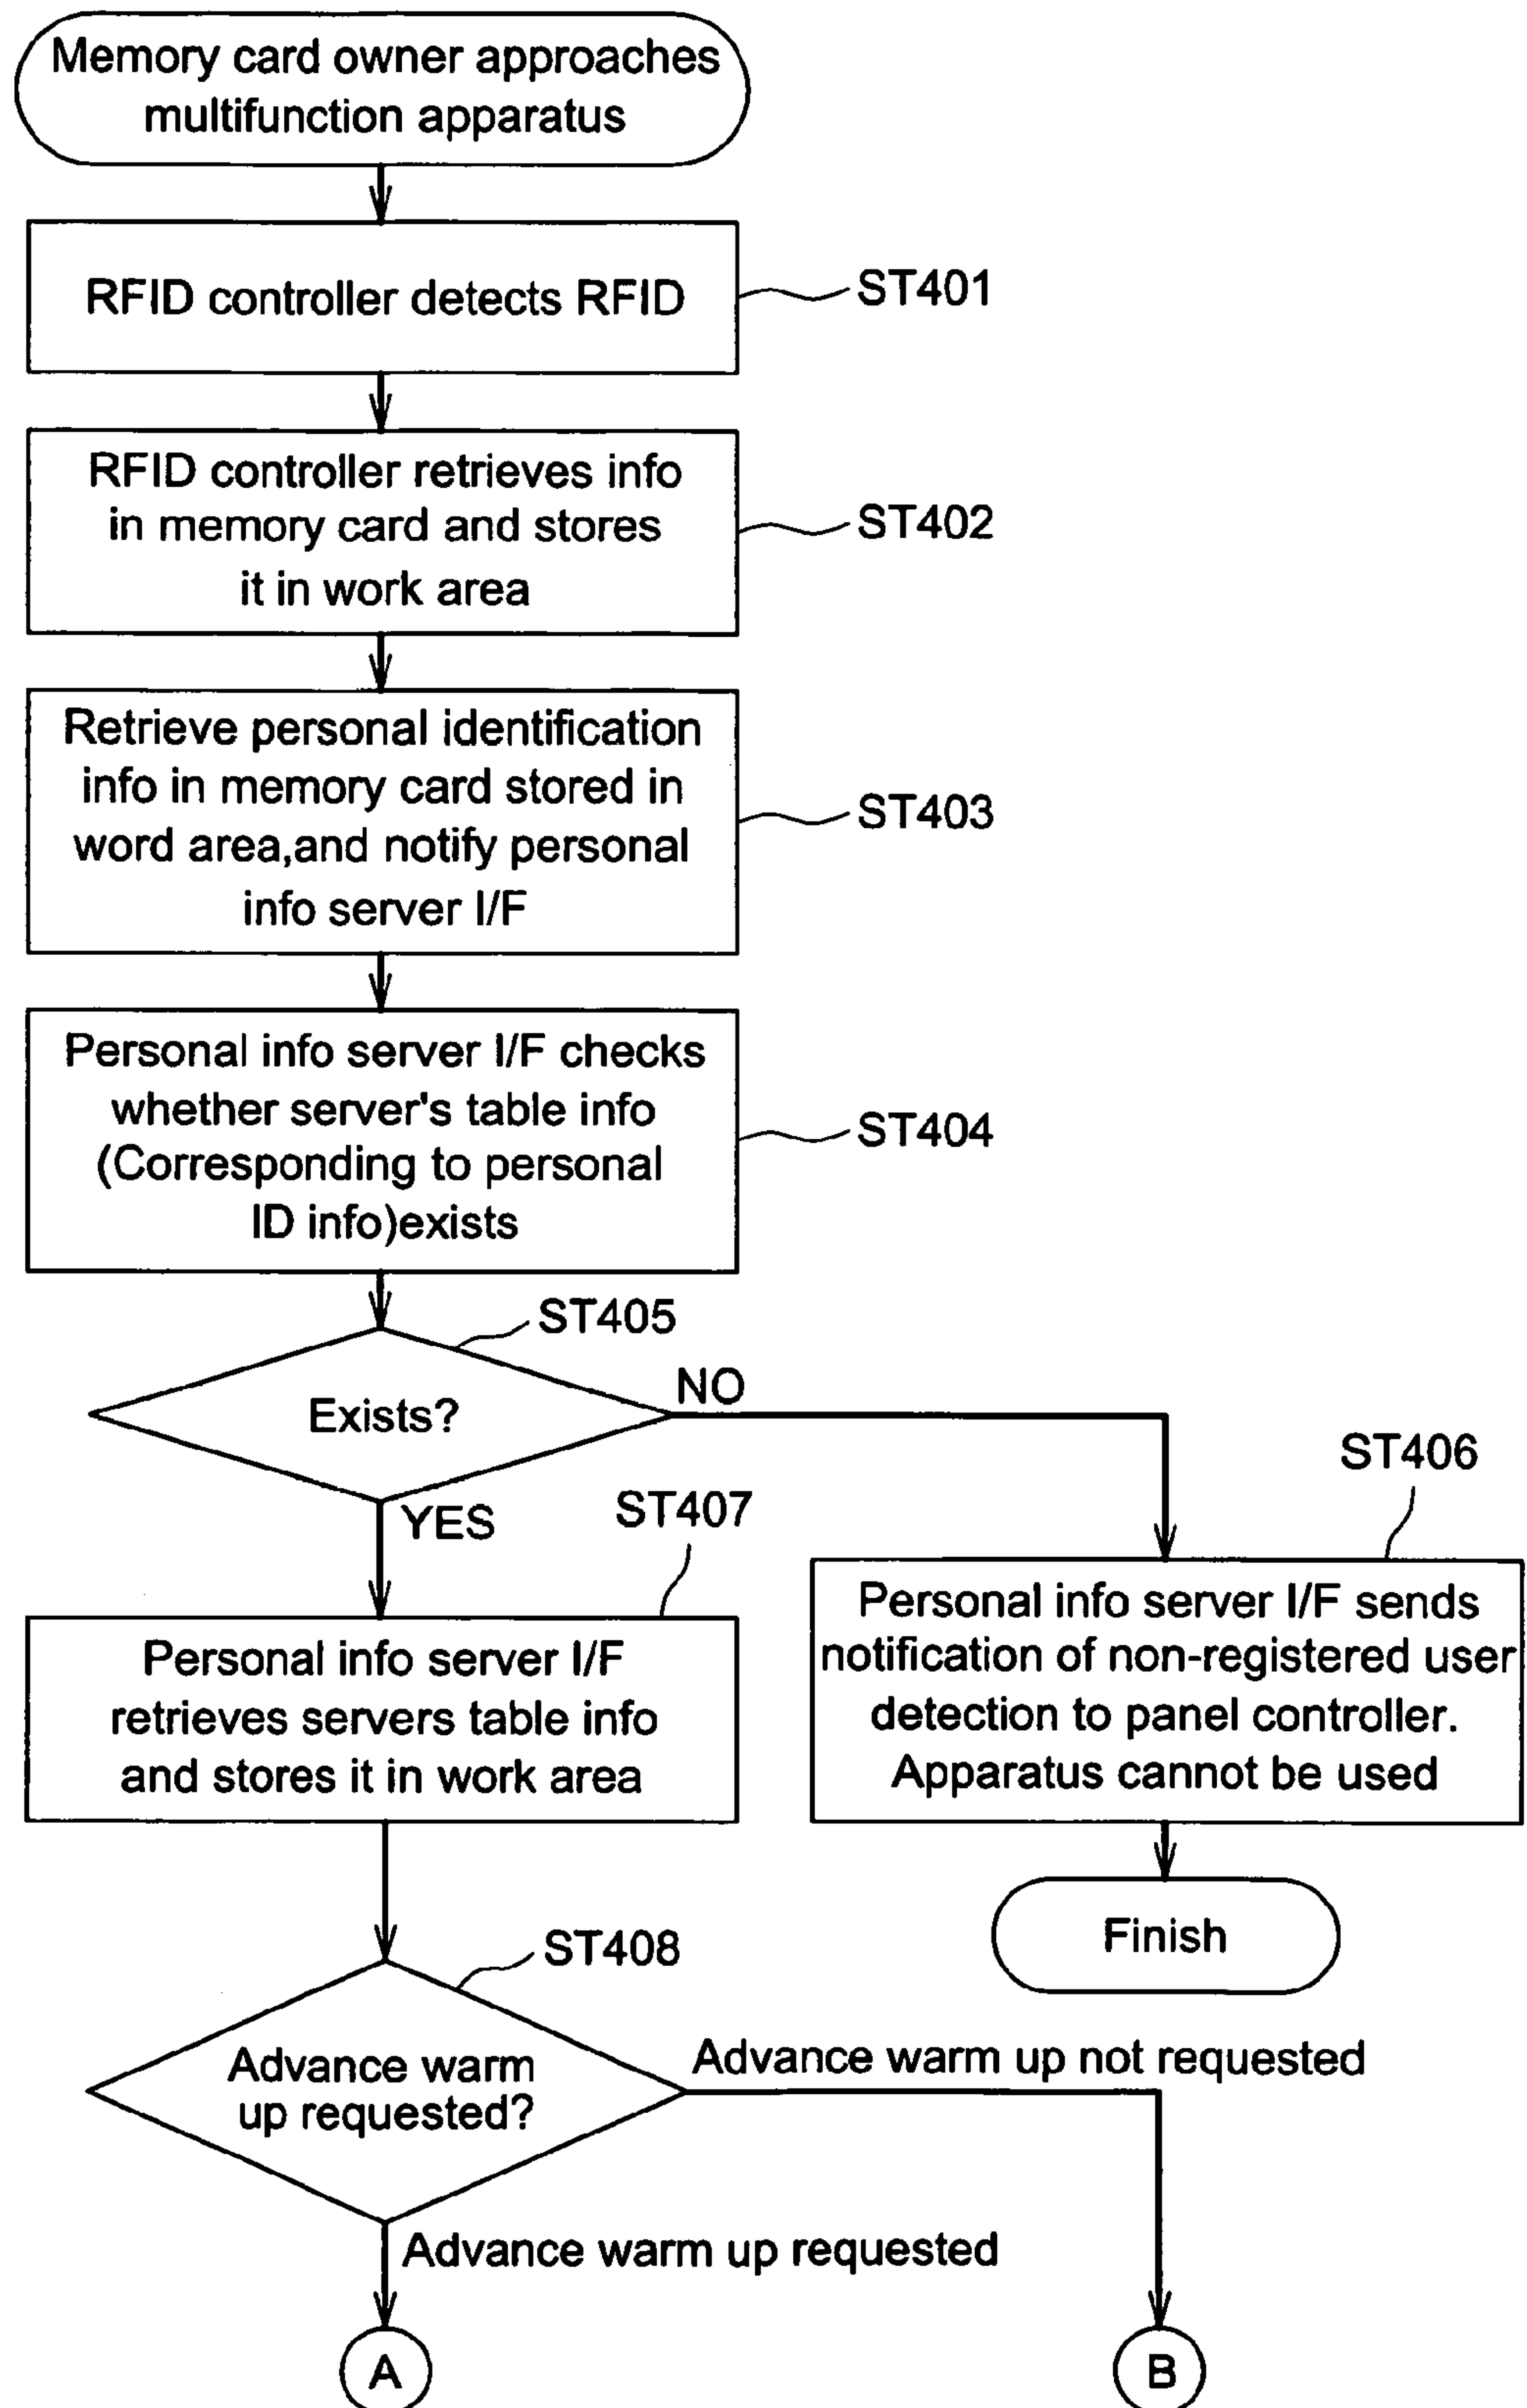 Memory card owner approaches
multifunction apparatus
RFID controller detects RFID
ST401
RFID controller retrieves info
in memory card and stores
it in work area
ST402
Retrieve personal identification
info in memory card stored in
word area,and notify personal
info server I/F
ST403
Personal info server I/F checks
whether server's table info
(Corresponding to personal
ID info)exists
ST404
ST405
Exists?
NO
YES
ST406
Personal info server I/F sends
notification of non-registered user
detection to panel controller.
Apparatus cannot be used
Finish
ST407
Personal info server I/F
retrieves servers table info
and stores it in work area
ST408
Advance warm
up requested?
Advance warm up not requested
Advance warm up requested
A
B